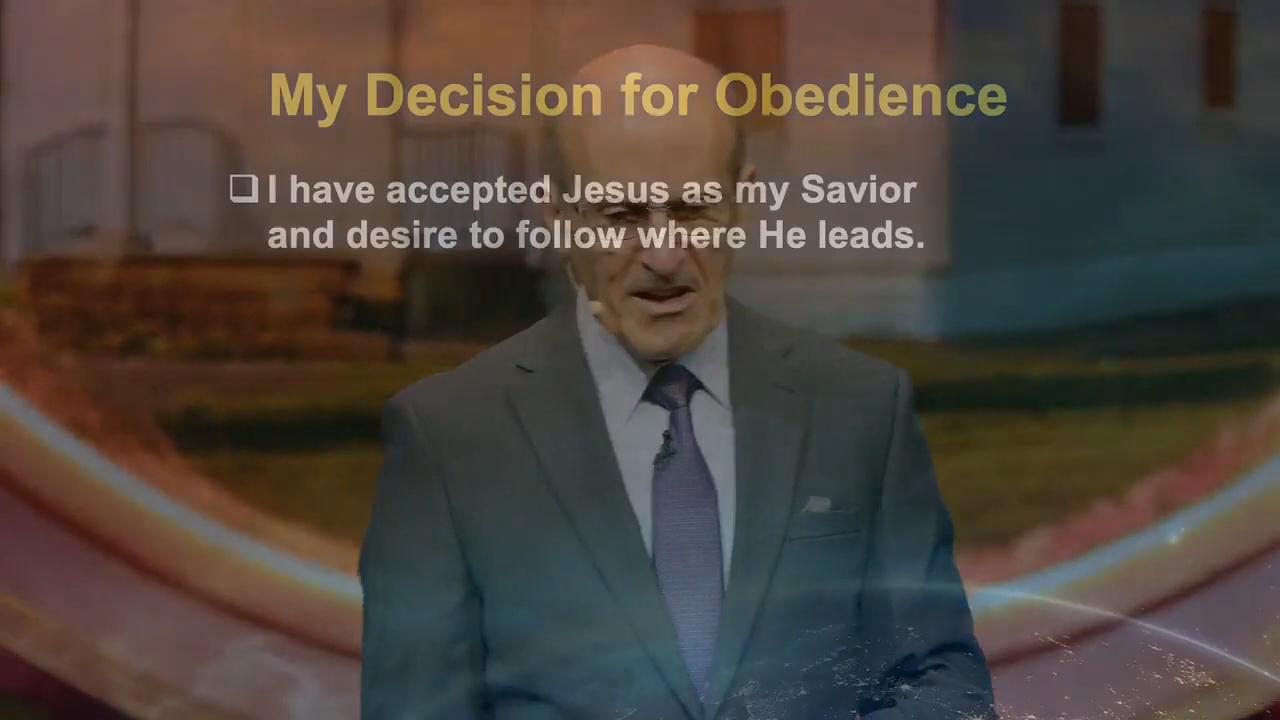 My Decision for Obedience
❑ I have accepted Jesus as my Savior
and desire to follow where He leads.